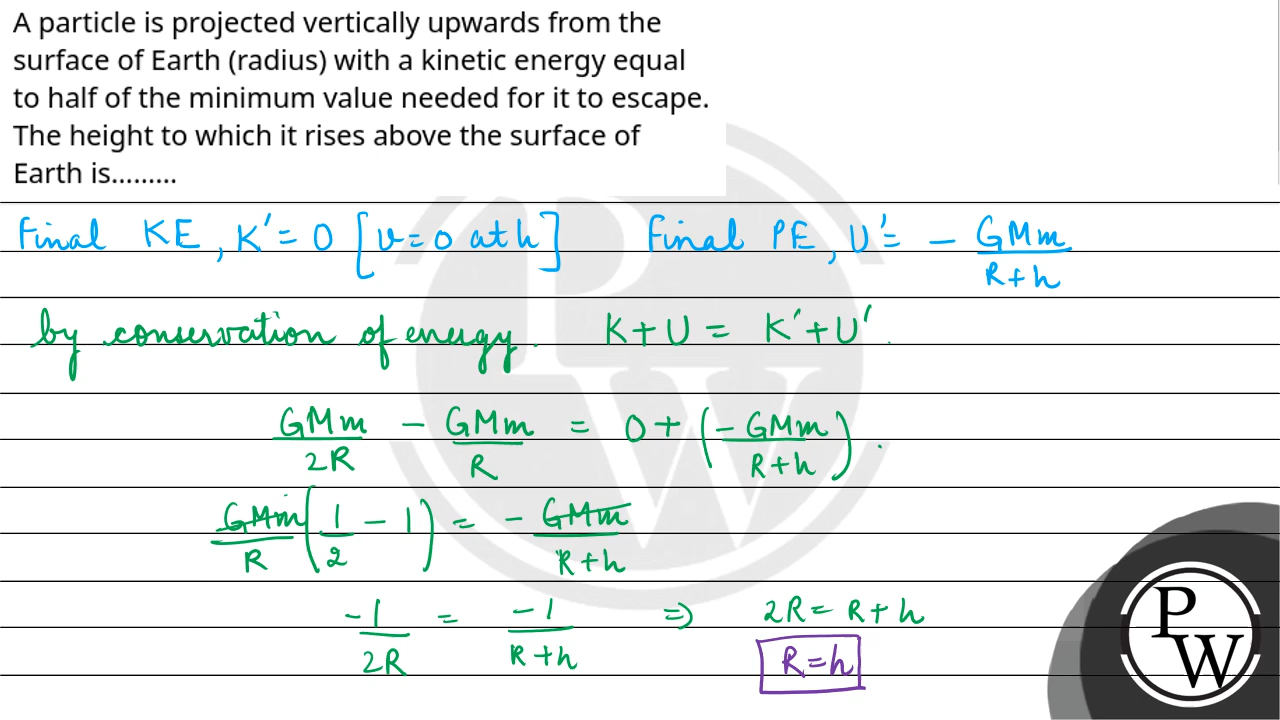 A particle is projected vertically upwards from the
surface of Earth (radius) with a kinetic energy equal
to half of the minimum value needed for it to escape.
The height to which it rises above the surface of
Earth is.........
Final KE, K' = 0 [v=0 at h] Final PE, U' = - GMm/R+h
by conservation of energy. K+U = K'+U'.
GMm/2R - GMm/R = 0 + (-GMm/R+h).
GMm/R (1/2 - 1) = - GMm/R+h
-1/2R = -1/R+h ⇒ 2R = R+h
R=h
P
W